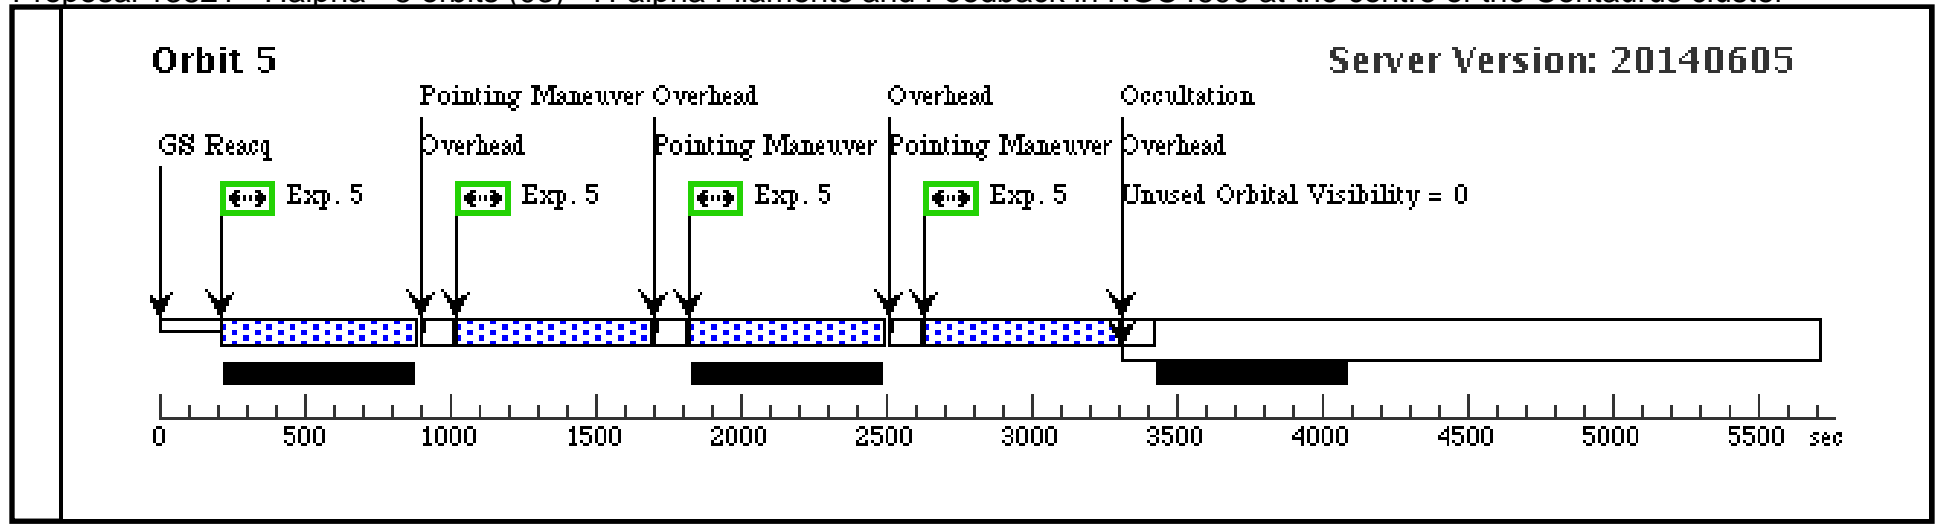 Orbit 5
Server Version: 20140605
Pointing Maneuver Overhead Overhead Occultation
GS Reacq Overhead Pointing Maneuver Pointing Maneuver Overhead
Exp. 5 Exp. 5 Exp. 5 Exp. 5 Unused Orbital Visibility = 0
0 500 1000 1500 2000 2500 3000 3500 4000 4500 5000 5500 sec